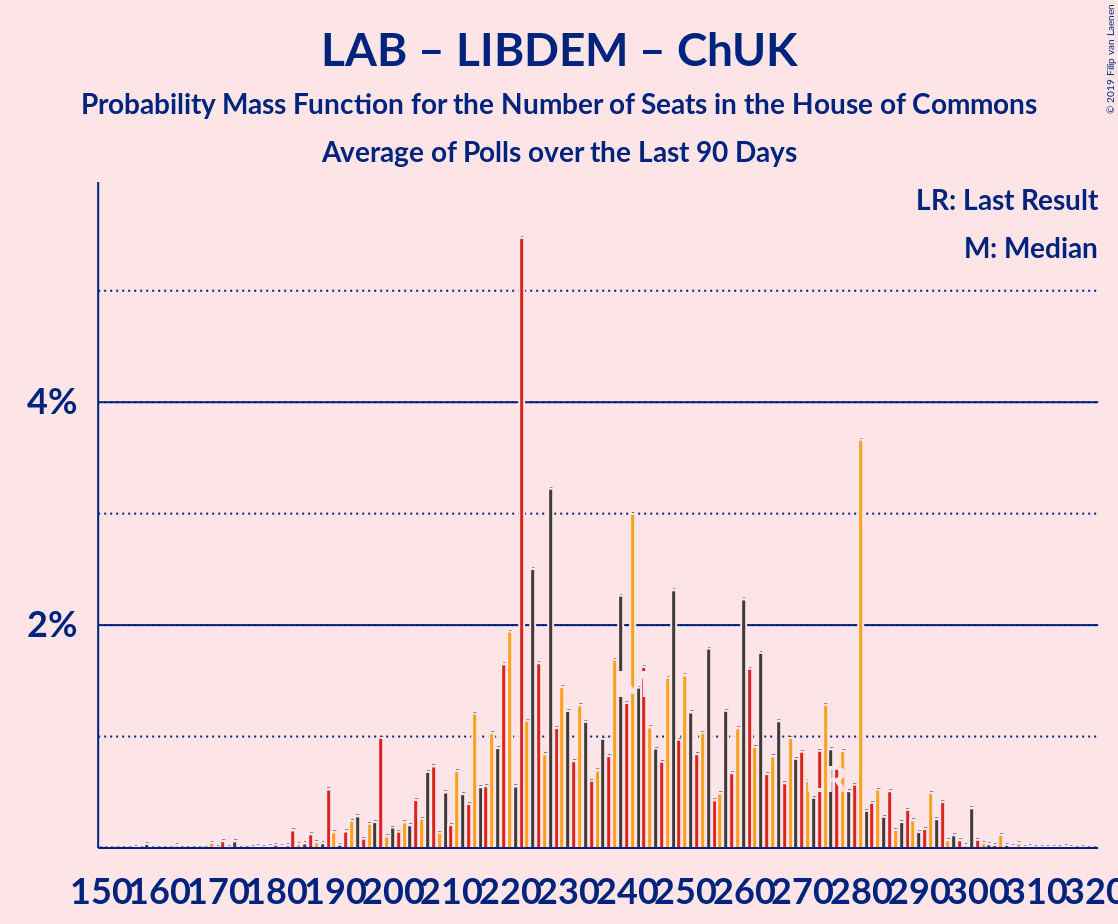 LAB – LIBDEM – ChUK
Probability Mass Function for the Number of Seats in the House of Commons
Average of Polls over the Last 90 Days
© 2019 Filip van Laenen
LR: Last Result
M: Median
4%
2%
M
LR
150 160 170 180 190 200 210 220 230 240 250 260 270 280 290 300 310 320